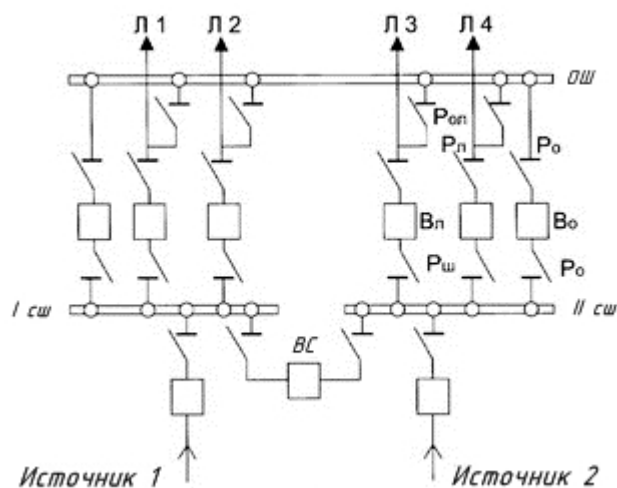 Л 1 Л 2 Л 3 Л 4
ОШ
Рол
Рл Ро
Вл Во
Рш Ро
I сш II сш
ВС
Источник 1 Источник 2